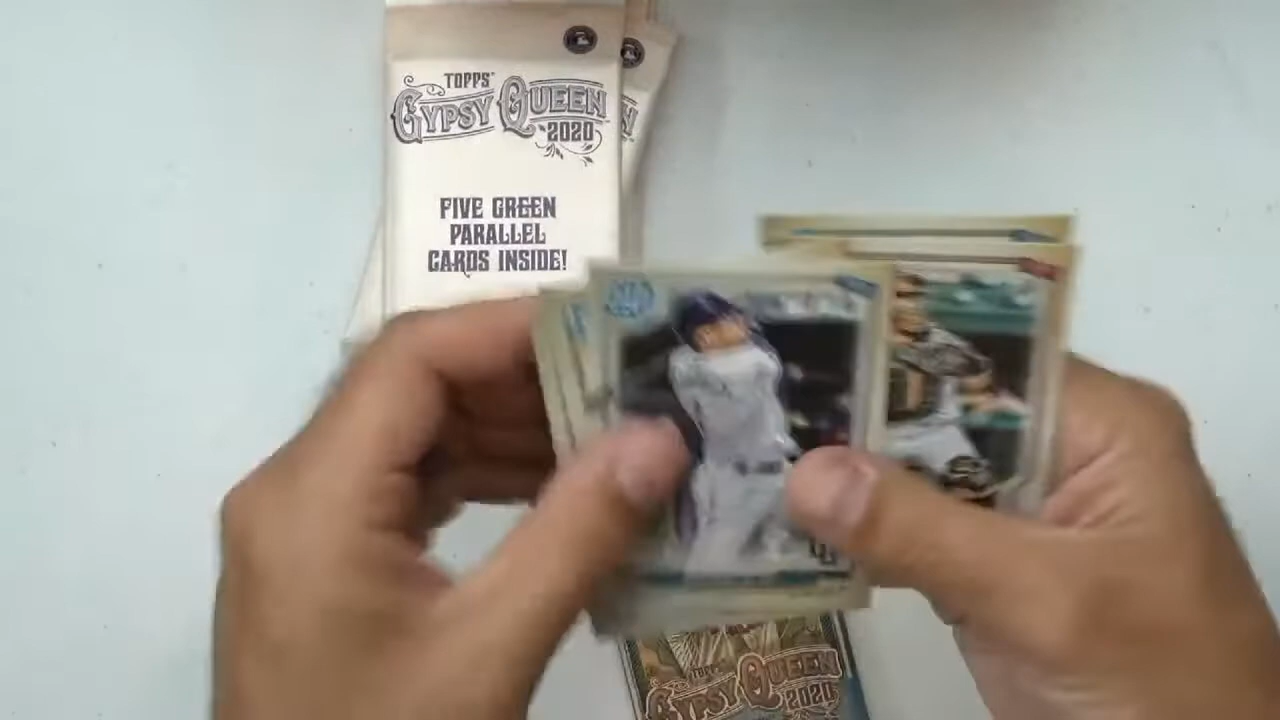 TOPPS
GYPSY QUEEN
2020
FIVE GREEN
PARALLEL
CARDS INSIDE!
TOPPS
GYPSY QUEEN
2020